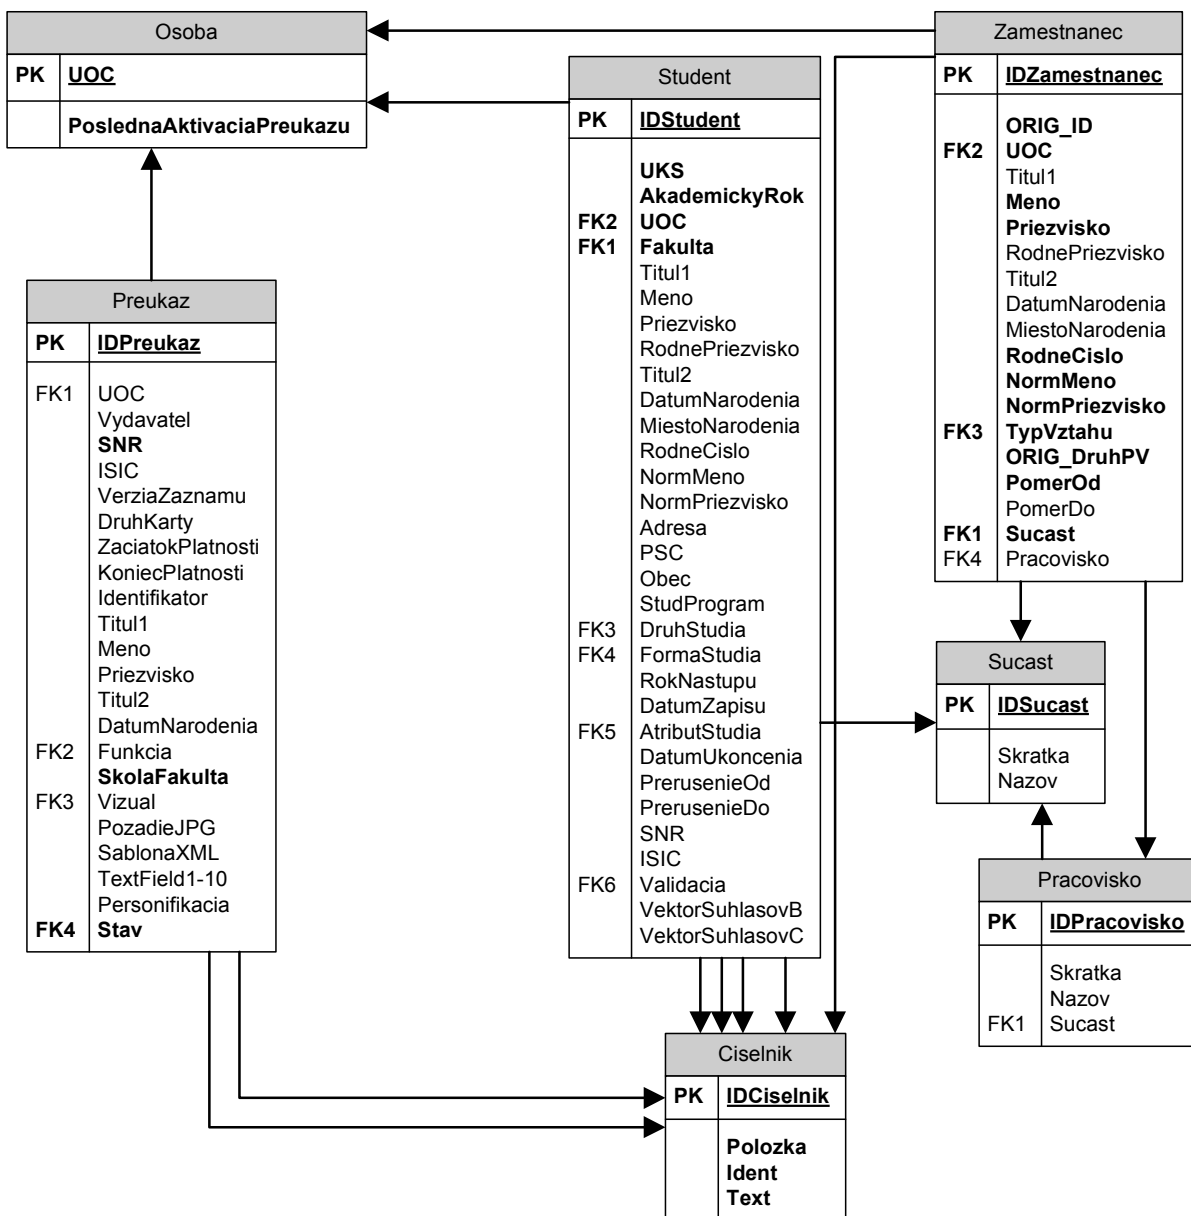 Osoba
PK UOC
PoslednaAktivaciaPreukazu
Student
PK IDStudent
UKS
AkademickyRok
FK2 UOC
FK1 Fakulta
Titul1
Meno
Priezvisko
RodnePriezvisko
Titul2
DatumNarodenia
MiestoNarodenia
RodneCislo
NormMeno
NormPriezvisko
Adresa
PSC
Obec
StudProgram
FK3 DruhStudia
FK4 FormaStudia
RokNastupu
DatumZapisu
FK5 AtributStudia
DatumUkoncenia
PrerusenieOd
PrerusenieDo
SNR
ISIC
FK6 Validacia
VektorSuhlasovB
VektorSuhlasovC
Zamestnanec
PK IDZamestnanec
ORIG_ID
FK2 UOC
Titul1
Meno
Priezvisko
RodnePriezvisko
Titul2
DatumNarodenia
MiestoNarodenia
RodneCislo
NormMeno
NormPriezvisko
FK3 TypVztahu
ORIG_DruhPV
PomerOd
PomerDo
FK1 Sucast
FK4 Pracovisko
Preukaz
PK IDPreukaz
FK1 UOC
Vydavatel
SNR
ISIC
VerziaZaznamu
DruhKarty
ZaciatokPlatnosti
KoniecPlatnosti
Identifikator
Titul1
Meno
Priezvisko
Titul2
DatumNarodenia
FK2 Funkcia
SkolaFakulta
FK3 Vizual
PozadieJPG
SablonaXML
TextField1-10
Personifikacia
FK4 Stav
Sucast
PK IDSucast
Skratka
Nazov
Pracovisko
PK IDPracovisko
Skratka
Nazov
FK1 Sucast
Ciselnik
PK IDCiselnik
Polozka
Ident
Text